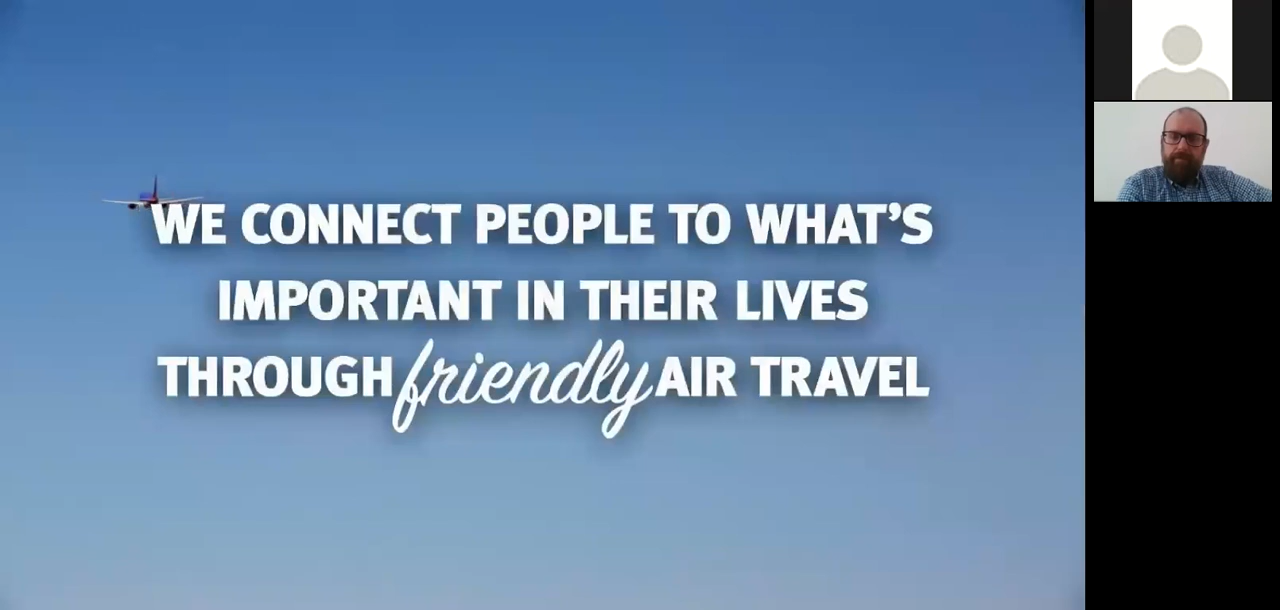 WE CONNECT PEOPLE TO WHAT’S
IMPORTANT IN THEIR LIVES
THROUGH friendly AIR TRAVEL